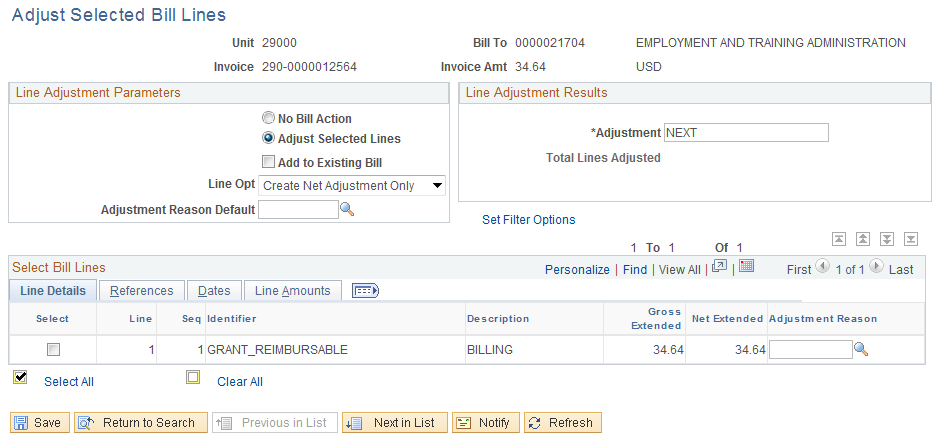 Adjust Selected Bill Lines
Unit 29000 Bill To 0000021704 EMPLOYMENT AND TRAINING ADMINISTRATION
Invoice 290-0000012564 Invoice Amt 34.64 USD
Line Adjustment Parameters
No Bill Action
Adjust Selected Lines
Add to Existing Bill
Line Opt Create Net Adjustment Only
Adjustment Reason Default
Line Adjustment Results
*Adjustment NEXT
Total Lines Adjusted
Set Filter Options
1 To 1 Of 1
Select Bill Lines Personalize | Find | View All | | First 1 of 1 Last
Line Details References Dates Line Amounts
Select Line Seq Identifier Description Gross Extended Net Extended Adjustment Reason
1 1 GRANT_REIMBURSABLE BILLING 34.64 34.64
Select All Clear All
Save Return to Search Previous in List Next in List Notify Refresh